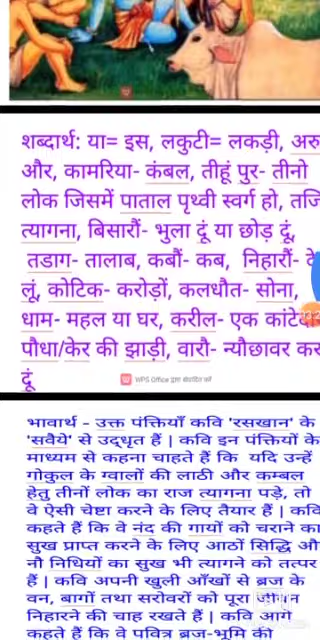 शब्दार्थ: या= इस, लकुटी= लकड़ी, अरु
और, कामरिया- कंबल, तीहूं पुर- तीनो
लोक जिसमें पाताल पृथ्वी स्वर्ग हो, तजि
त्यागना, बिसारौं- भुला दूं या छोड़ दूं,
तडाग- तालाब, कबौं- कब, निहारौं-
लूं, कोटिक- करोड़ों, कलधौत- सोना,
धाम- महल या घर, करील- एक कांटेदा
पौधा/केर की झाड़ी, वारौ- न्यौछावर कर
दूं
WPS Office द्वारा
भावार्थ - उक्त पंक्तियाँ कवि 'रसखान' के
'सवैये' से उद्धृत हैं | कवि इन पंक्तियों के
माध्यम से कहना चाहते हैं कि यदि उन्हें
गोकुल के ग्वालों की लाठी और कम्बल
हेतु तीनों लोक का राज त्यागना पड़े, तो
वे ऐसी चेष्टा करने के लिए तैयार हैं | कवि
कहते हैं कि वे नंद की गायों को चराने का
सुख प्राप्त करने के लिए आठों सिद्धि औ
नौ निधियों का सुख भी त्यागने को तत्पर
हैं | कवि अपनी खुली आँखों से ब्रज के
वन, बागों तथा सरोवरों को पूरा जीवन
निहारने की चाह रखते हैं | कवि आगे
कहते हैं कि वे पवित्र ब्रज-भूमि की